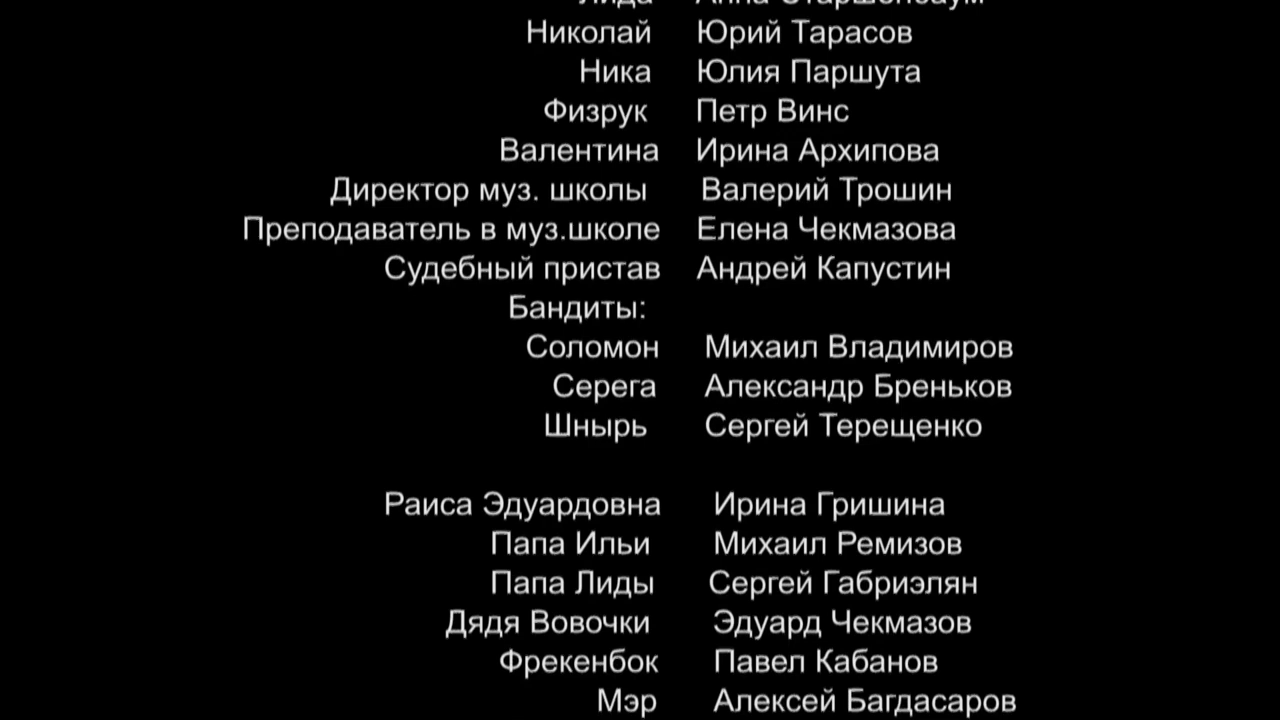 Лида Анна Старшенбаум
Николай Юрий Тарасов
Ника Юлия Паршута
Физрук Петр Винс
Валентина Ирина Архипова
Директор муз. школы Валерий Трошин
Преподаватель в муз.школе Елена Чекмазова
Судебный пристав Андрей Капустин
Бандиты:
Соломон Михаил Владимиров
Серега Александр Бреньков
Шнырь Сергей Терещенко
Раиса Эдуардовна Ирина Гришина
Папа Ильи Михаил Ремизов
Папа Лиды Сергей Габриэлян
Дядя Вовочки Эдуард Чекмазов
Фрекенбок Павел Кабанов
Мэр Алексей Багдасаров